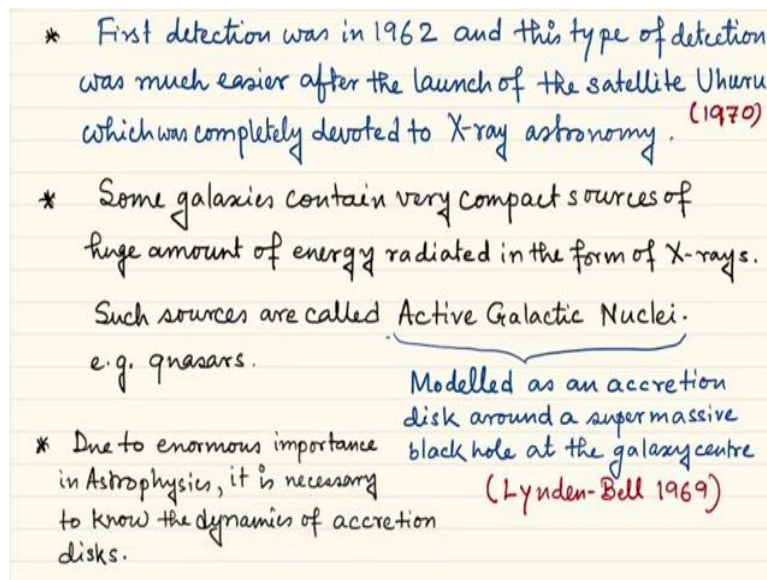 * First detection was in 1962 and this type of detection
was much easier after the launch of the satellite Uhuru
(1970)
which was completely devoted to X-ray astronomy.
* Some galaxies contain very compact sources of
huge amount of energy radiated in the form of X-rays.
Such sources are called Active Galactic Nuclei.
e.g. quasars.
Modelled as an accretion
disk around a supermassive
black hole at the galaxy centre
(Lynden-Bell 1969)
* Due to enormous importance
in Astrophysics, it is necessary
to know the dynamics of accretion
disks.